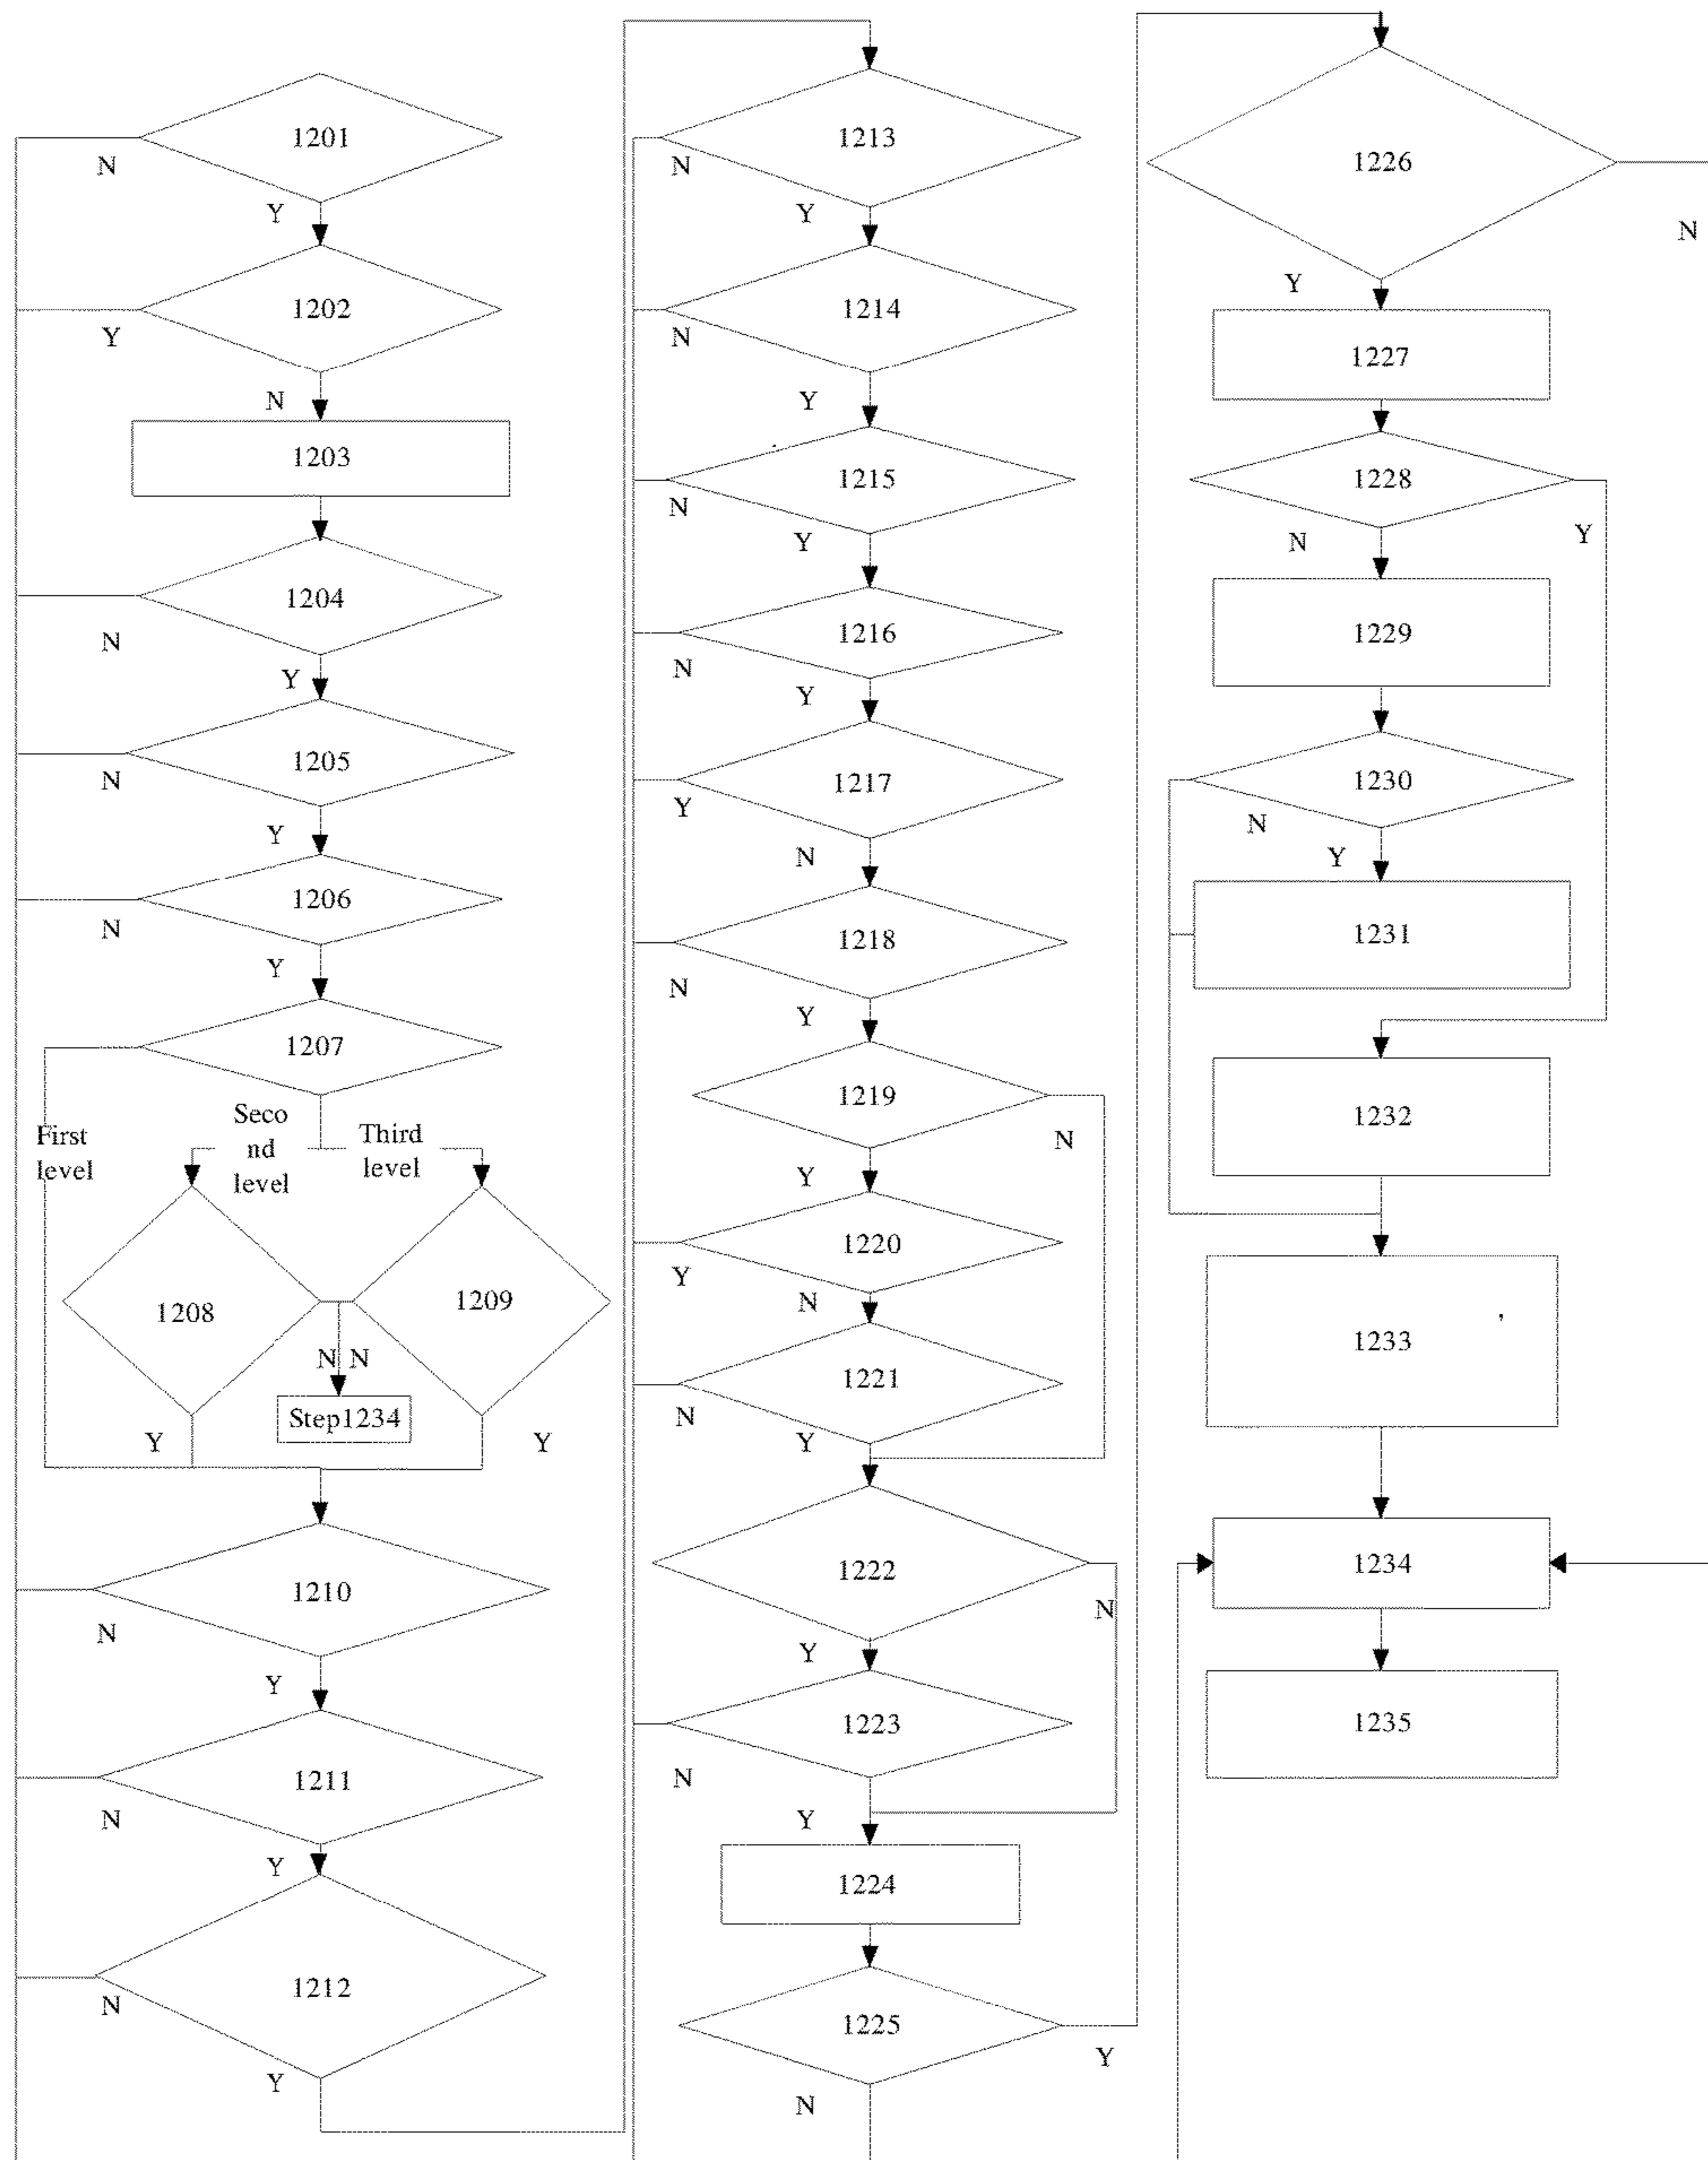 1201
N
Y
1202
Y
N
1203
1204
N
Y
1205
N
Y
1206
N
Y
1207
First
level
Seco
nd
level
Third
level
1208
1209
N N
Step1234
Y
Y
1210
N
Y
1211
N
Y
1212
N
Y
1213
N
Y
1214
N
Y
1215
N
Y
1216
N
Y
1217
Y
N
1218
N
Y
1219
N
Y
1220
Y
N
1221
N
Y
1222
N
Y
1223
N
Y
1224
1225
Y
N
1226
N
Y
1227
1228
Y
N
1229
1230
N
Y
1231
1232
1233
1234
1235